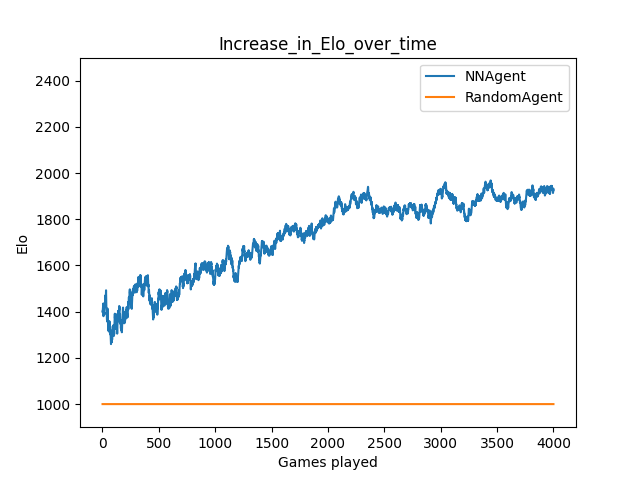 Increase_in_Elo_over_time
NNAgent
RandomAgent
2400
2200
2000
1800
1600
1400
1200
1000
Elo
0 500 1000 1500 2000 2500 3000 3500 4000
Games played